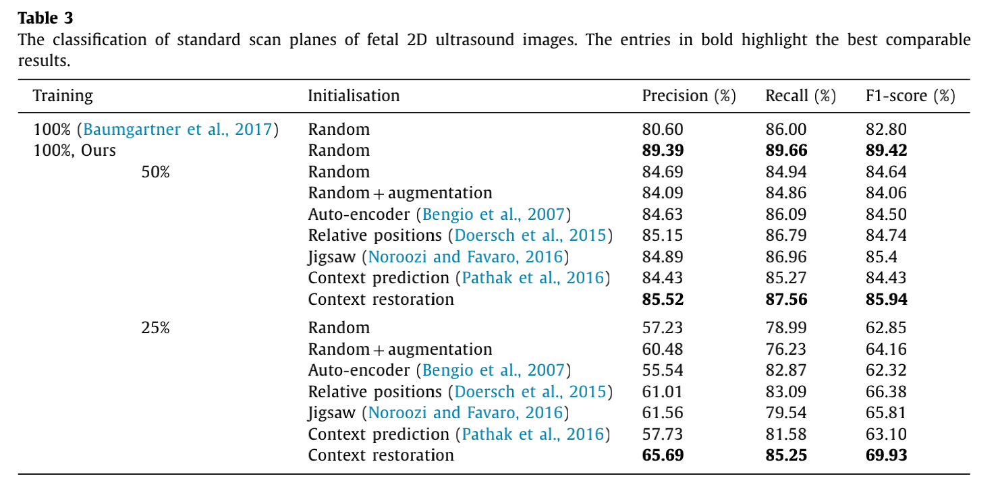 Table 3
The classification of standard scan planes of fetal 2D ultrasound images. The entries in bold highlight the best comparable
results.
Training Initialisation Precision (%) Recall (%) F1-score (%)
100% (Baumgartner et al., 2017) Random 80.60 86.00 82.80
100%, Ours Random 89.39 89.66 89.42
50% Random 84.69 84.94 84.64
Random + augmentation 84.09 84.86 84.06
Auto-encoder (Bengio et al., 2007) 84.63 86.09 84.50
Relative positions (Doersch et al., 2015) 85.15 86.79 84.74
Jigsaw (Noroozi and Favaro, 2016) 84.89 86.96 85.4
Context prediction (Pathak et al., 2016) 84.43 85.27 84.43
Context restoration 85.52 87.56 85.94
25% Random 57.23 78.99 62.85
Random + augmentation 60.48 76.23 64.16
Auto-encoder (Bengio et al., 2007) 55.54 82.87 62.32
Relative positions (Doersch et al., 2015) 61.01 83.09 66.38
Jigsaw (Noroozi and Favaro, 2016) 61.56 79.54 65.81
Context prediction (Pathak et al., 2016) 57.73 81.58 63.10
Context restoration 65.69 85.25 69.93